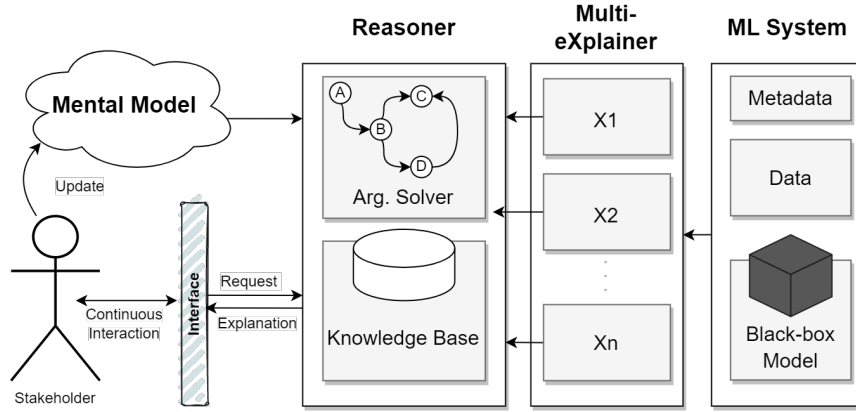 Reasoner
Multi-
eXplainer
ML System
Mental Model
A
B
C
D
Arg. Solver
X1
X2
Xn
Metadata
Data
Black-box
Model
Update
Interface
Request
Explanation
Continuous
Interaction
Knowledge Base
Stakeholder